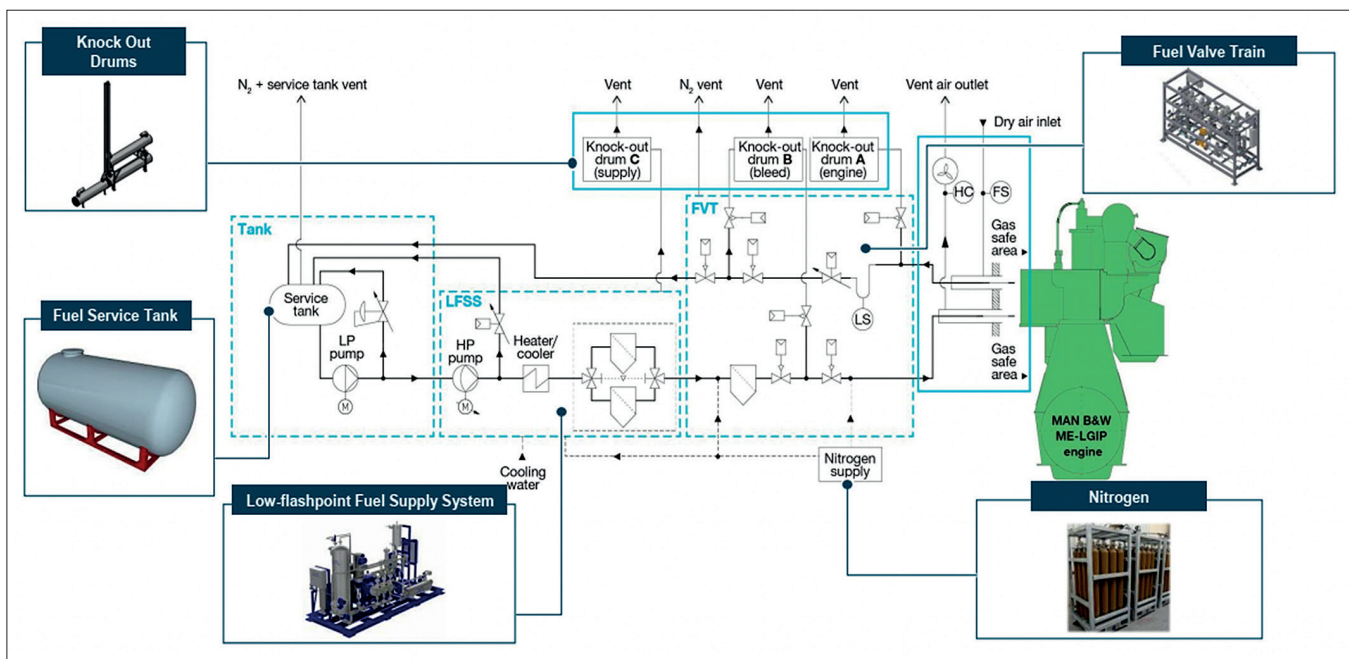 Knock Out
Drums
Fuel Valve Train
N₂ + service tank vent
Vent
N₂ vent
Vent
Vent
Vent air outlet
Dry air inlet
Knock-out
drum C
(supply)
Knock-out
drum B
(bleed)
Knock-out
drum A
(engine)
HC
FS
Tank
FVT
Gas
safe
area
Service
tank
LFSS
LS
Fuel Service Tank
LP
pump
HP
pump
Heater/
cooler
Gas
safe
area
M
M
MAN B&W
ME-LGIP
engine
Cooling
water
Nitrogen
supply
Low-flashpoint Fuel Supply System
Nitrogen